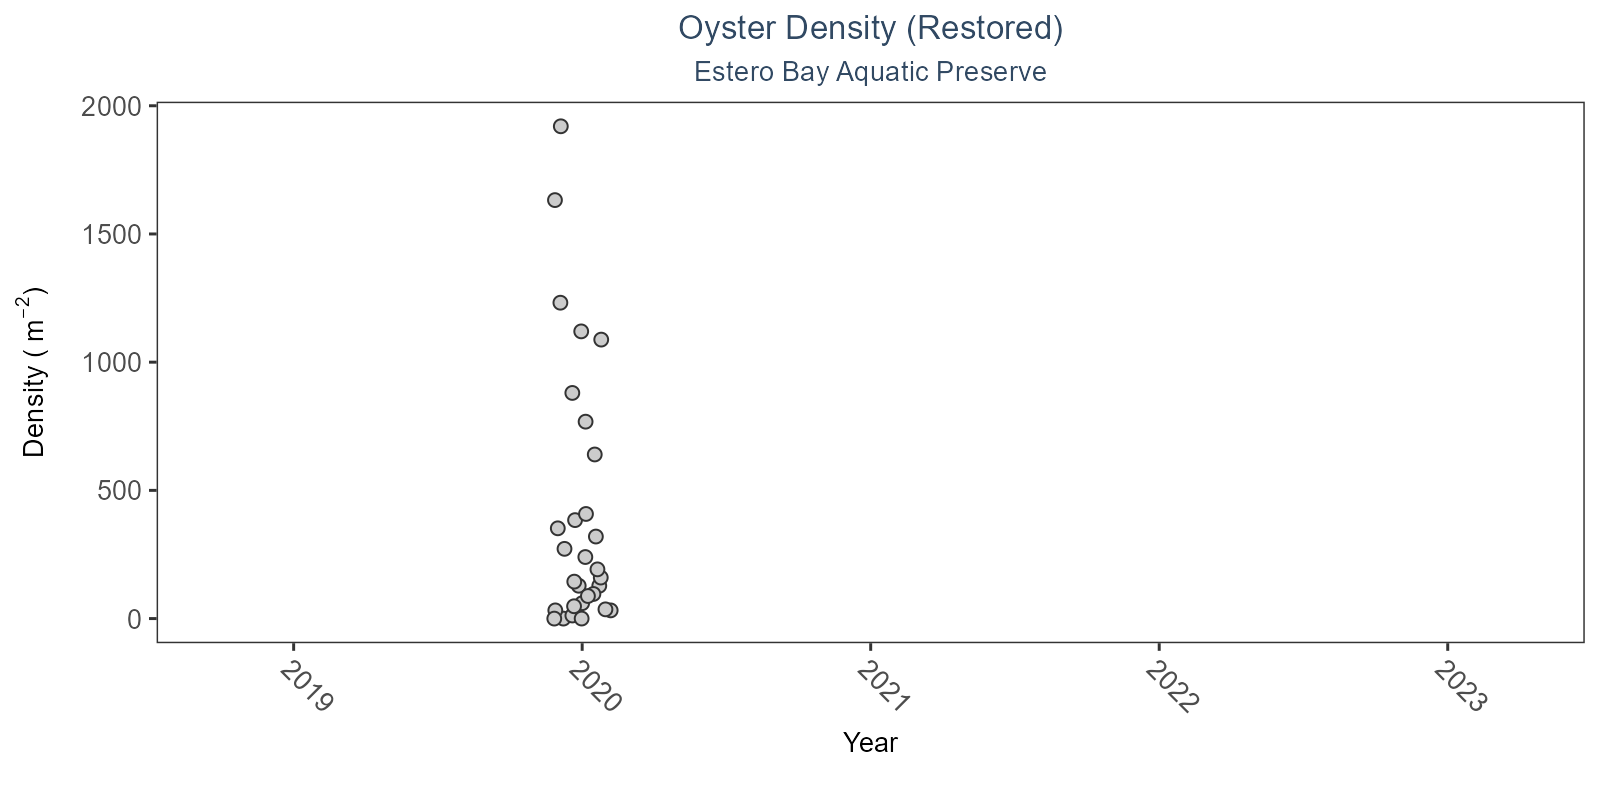 Oyster Density (Restored)
Estero Bay Aquatic Preserve
2000
1500
1000
500
0
Density ( m⁻²)
2019
2020
2021
2022
2023
Year